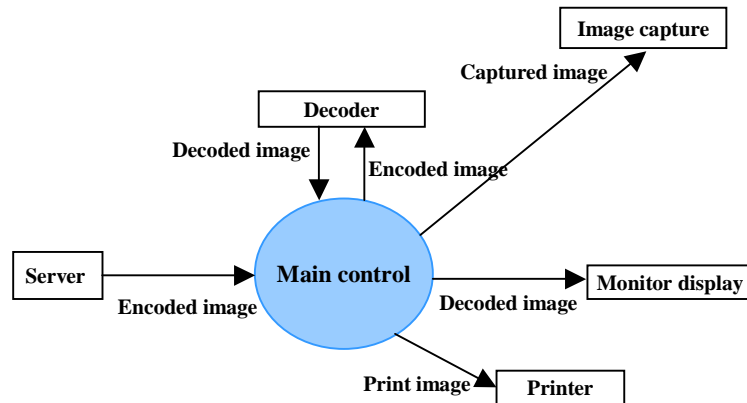 Image capture
Captured image
Decoder
Decoded image
Encoded image
Server
Main control
Monitor display
Encoded image
Decoded image
Print image
Printer